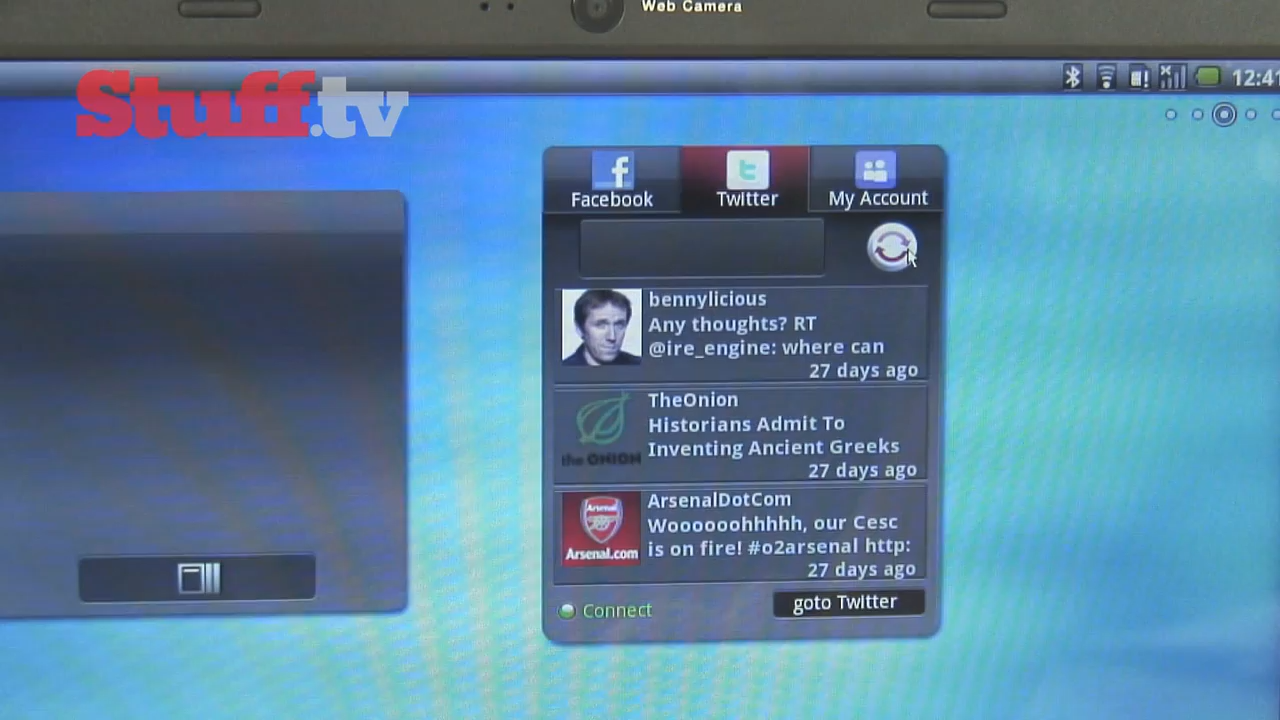 Web Camera
Stuff.tv
12:41
Facebook
Twitter
My Account
bennylicious
Any thoughts? RT
@ire_engine: where can
27 days ago
TheOnion
Historians Admit To
Inventing Ancient Greeks
27 days ago
the ONION
ArsenalDotCom
Woooooohhhhh, our Cesc
is on fire! #o2arsenal http:
27 days ago
Arsenal
Arsenal.com
Connect
goto Twitter